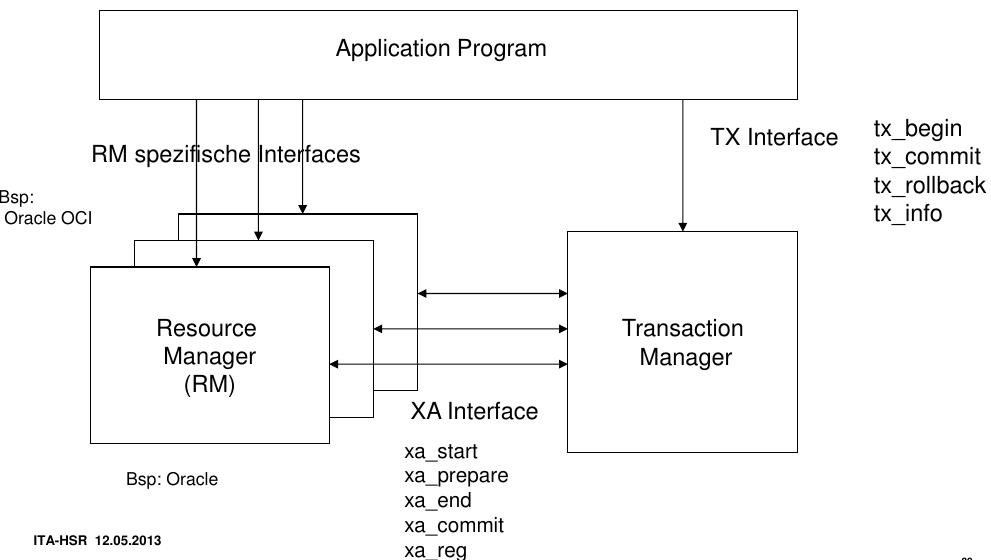 Application Program
TX Interface
tx_begin
tx_commit
tx_rollback
tx_info
RM spezifische Interfaces
Bsp:
Oracle OCI
Resource
Manager
(RM)
Transaction
Manager
XA Interface
xa_start
xa_prepare
xa_end
xa_commit
xa_reg
Bsp: Oracle
ITA-HSR 12.05.2013